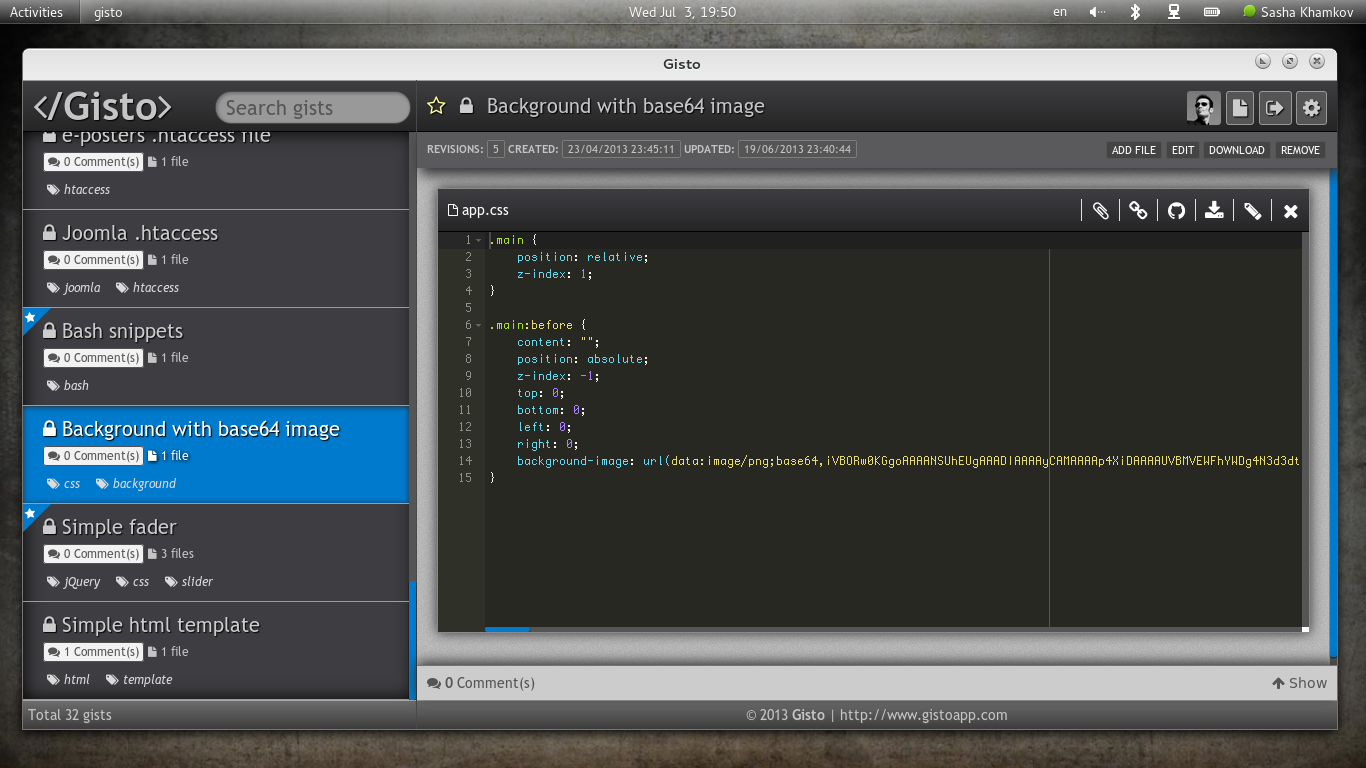 Activities gisto Wed Jul 3, 19:50 en Sasha Khamkov
Gisto
</Gisto> Search gists
e-posters .htaccess file
0 Comment(s) 1 file
htaccess
Joomla .htaccess
0 Comment(s) 1 file
joomla htaccess
Bash snippets
0 Comment(s) 1 file
bash
Background with base64 image
0 Comment(s) 1 file
css background
Simple fader
0 Comment(s) 3 files
jQuery css slider
Simple html template
1 Comment(s) 1 file
html template
Total 32 gists
Background with base64 image
REVISIONS: 5 CREATED: 23/04/2013 23:45:11 UPDATED: 19/06/2013 23:40:44 ADD FILE EDIT DOWNLOAD REMOVE
app.css
1 .main {
2 position: relative;
3 z-index: 1;
4 }
5
6 .main:before {
7 content: "";
8 position: absolute;
9 z-index: -1;
10 top: 0;
11 bottom: 0;
12 left: 0;
13 right: 0;
14 background-image: url(data:image/png;base64,iVBORw0KGgoAAAANSUhEUgAAADIAAAAyCAMAAAAp4XiDAAAAUVBMVEWFhYWDg4N3d3dt
15 }
0 Comment(s) Show
© 2013 Gisto | http://www.gistoapp.com